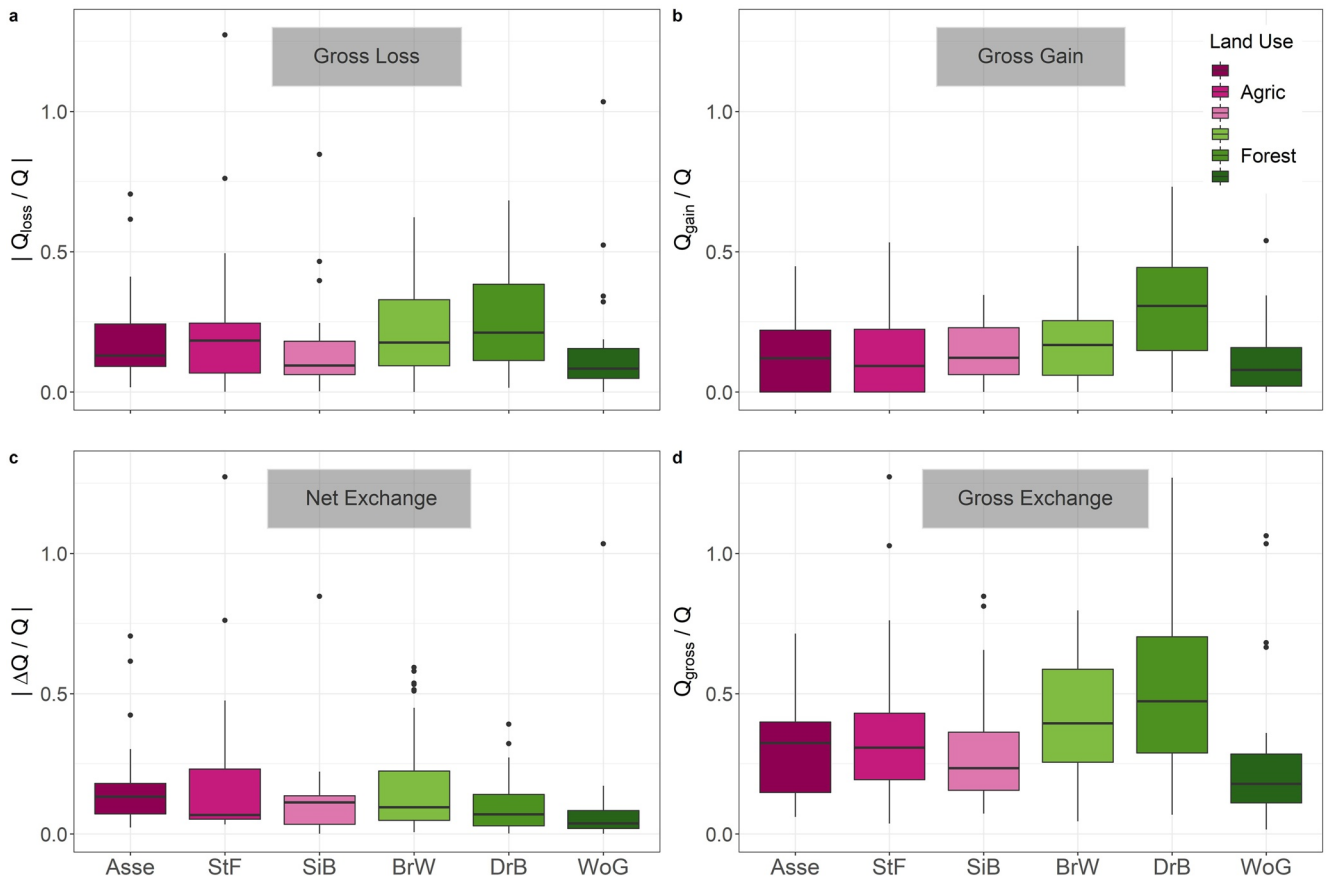 a
Gross Loss
1.0
0.5
0.0
| Qloss / Q |
b
Gross Gain
Land Use
Agric
Forest
1.0
0.5
0.0
Qgain / Q
c
Net Exchange
1.0
0.5
0.0
| ΔQ / Q |
Asse StF SiB BrW DrB WoG
d
Gross Exchange
1.0
0.5
0.0
Qgross / Q
Asse StF SiB BrW DrB WoG